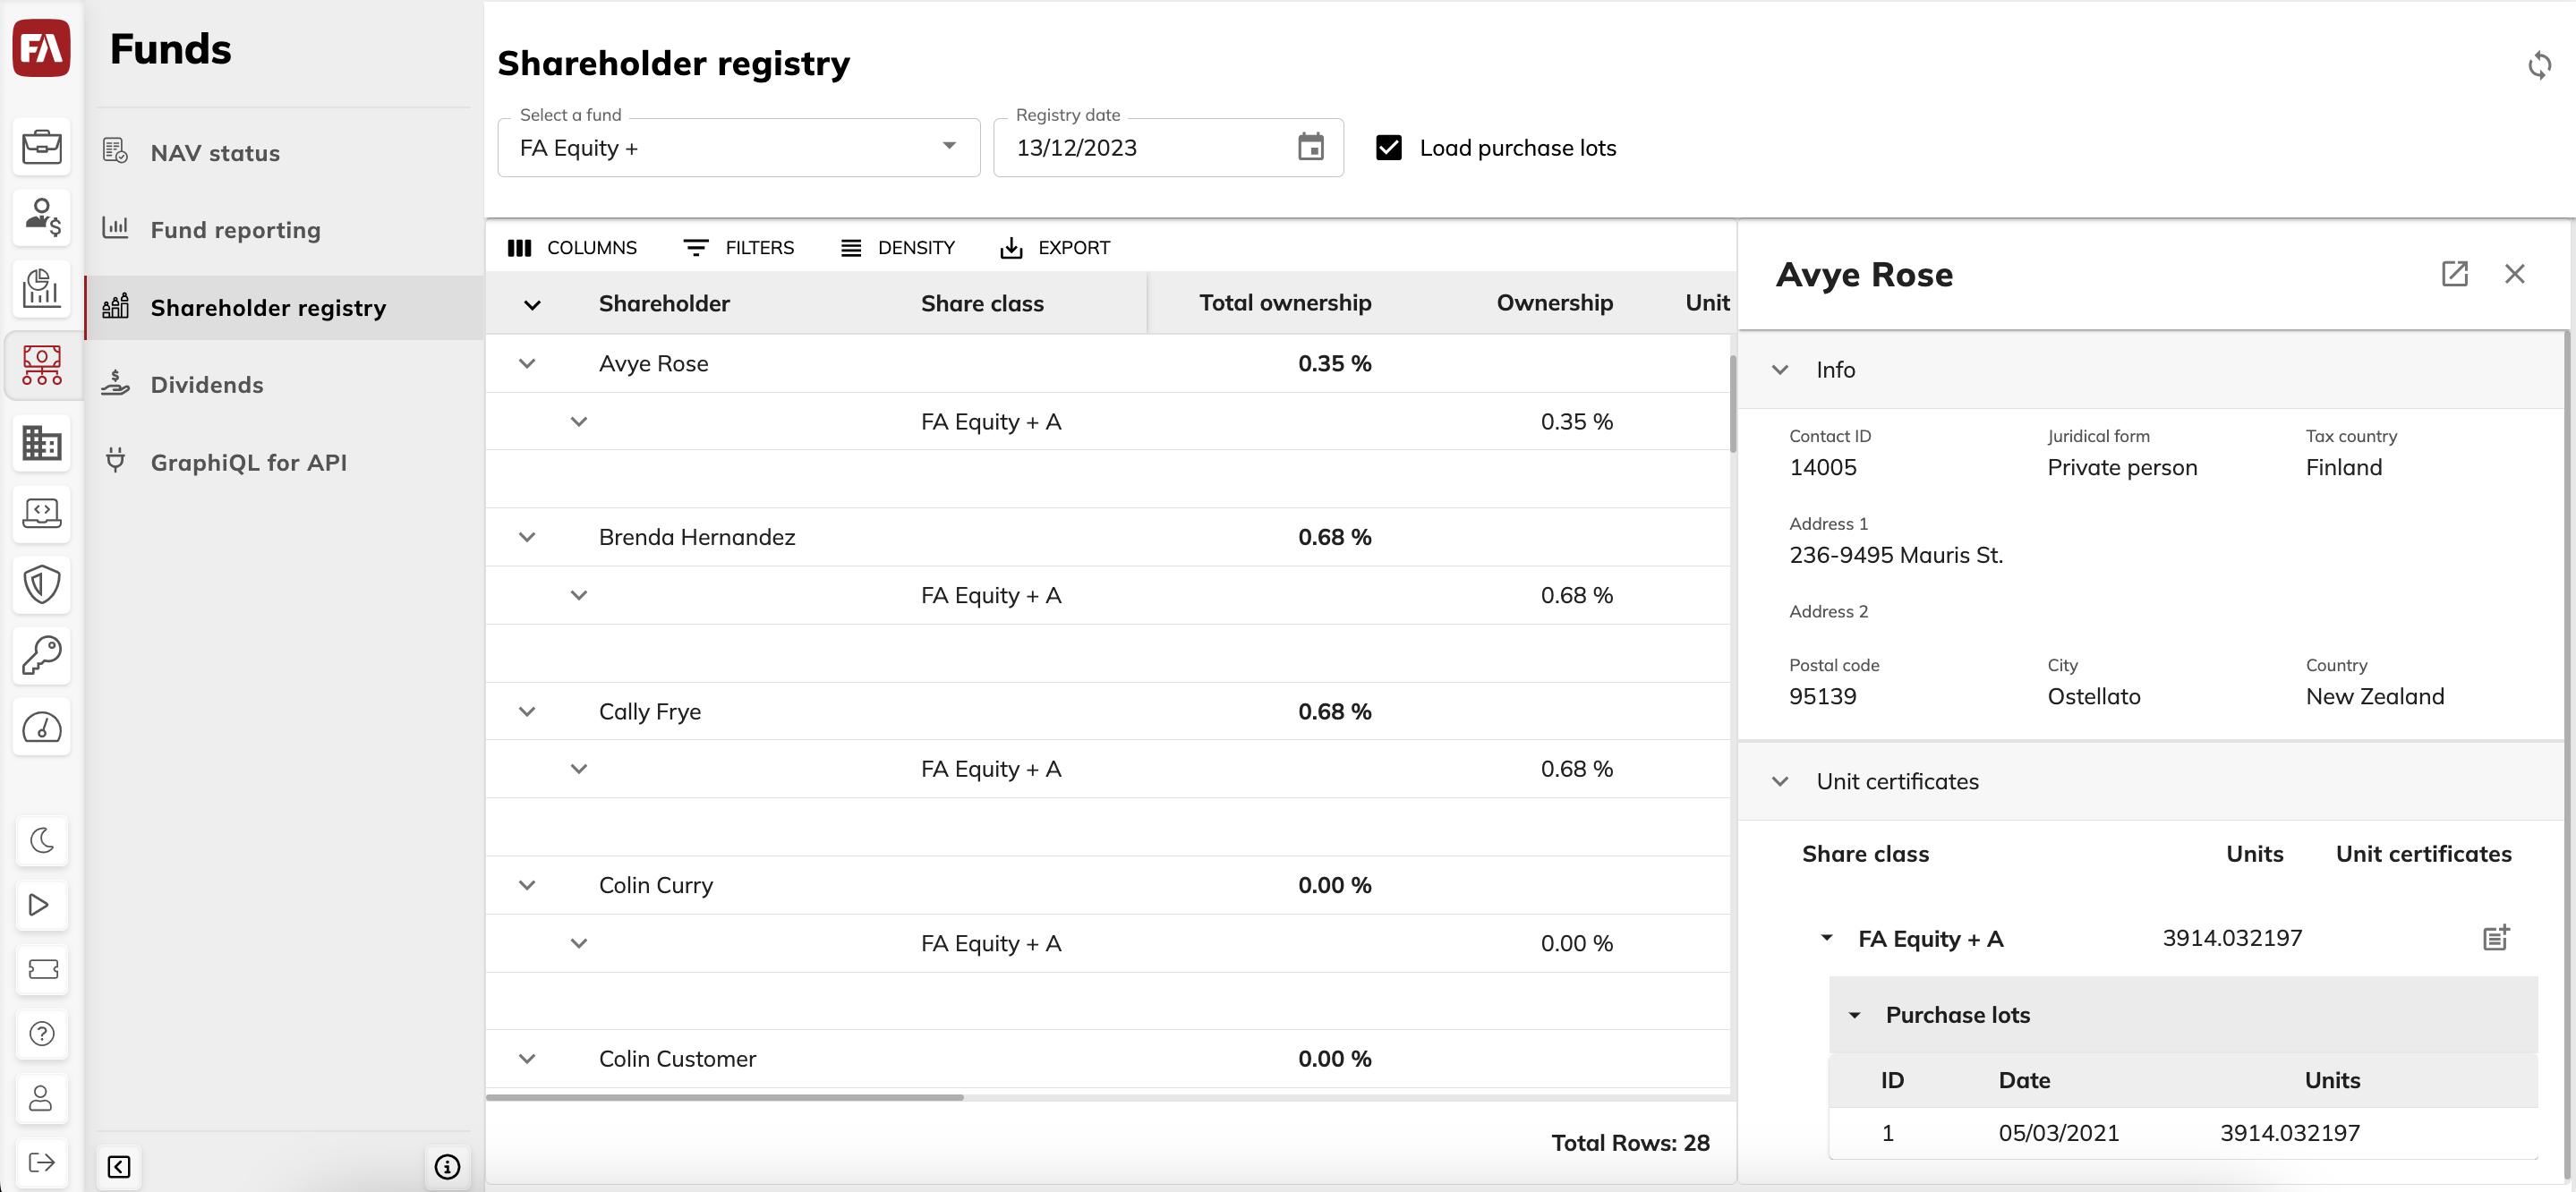 FA
Funds
NAV status
Fund reporting
Shareholder registry
Dividends
GraphiQL for API
Shareholder registry
Select a fund
FA Equity +
Registry date
13/12/2023
Load purchase lots
COLUMNS FILTERS DENSITY EXPORT
Shareholder Share class Total ownership Ownership Unit
Avye Rose 0.35 %
FA Equity + A 0.35 %
Brenda Hernandez 0.68 %
FA Equity + A 0.68 %
Cally Frye 0.68 %
FA Equity + A 0.68 %
Colin Curry 0.00 %
FA Equity + A 0.00 %
Colin Customer 0.00 %
Total Rows: 28
Avye Rose
Info
Contact ID Juridical form Tax country
14005 Private person Finland
Address 1
236-9495 Mauris St.
Address 2
Postal code City Country
95139 Ostellato New Zealand
Unit certificates
Share class Units Unit certificates
FA Equity + A 3914.032197
Purchase lots
ID Date Units
1 05/03/2021 3914.032197